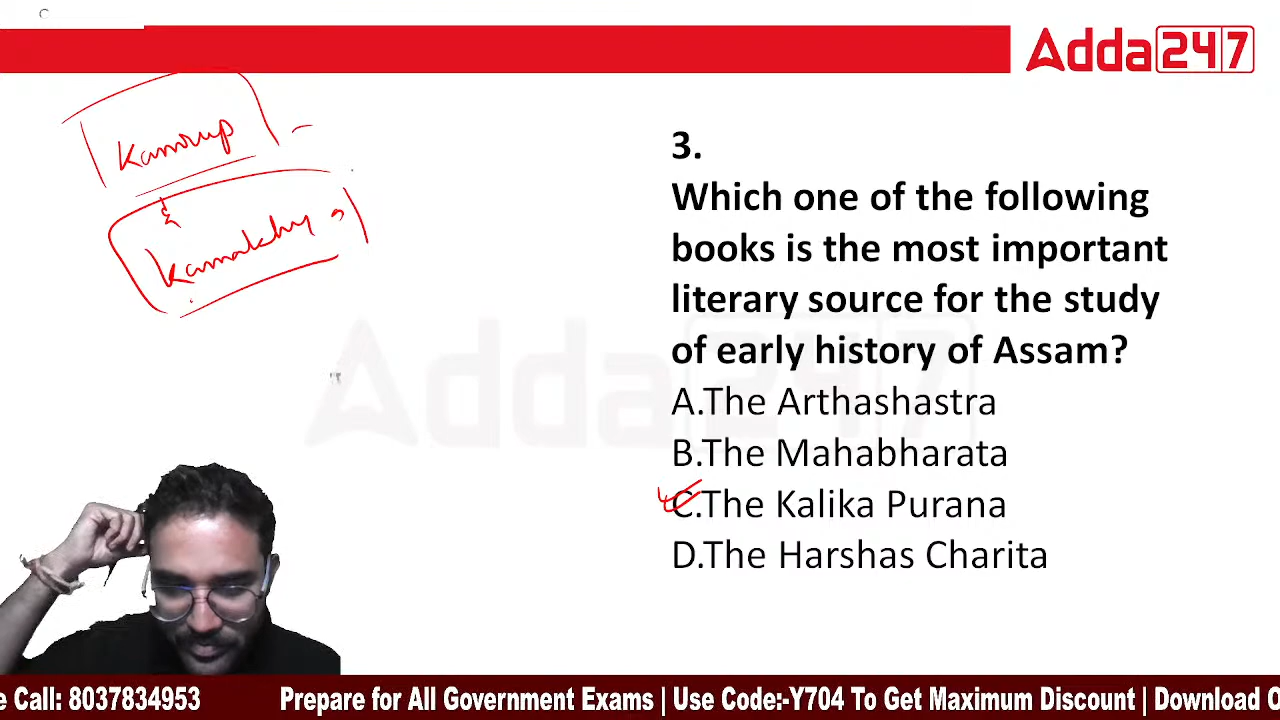 Adda247
Kamrup
&
Kamakhy
3.
Which one of the following
books is the most important
literary source for the study
of early history of Assam?
A.The Arthashastra
B.The Mahabharata
C.The Kalika Purana
D.The Harshas Charita
Adda247
e Call: 8037834953 Prepare for All Government Exams | Use Code:-Y704 To Get Maximum Discount | Download